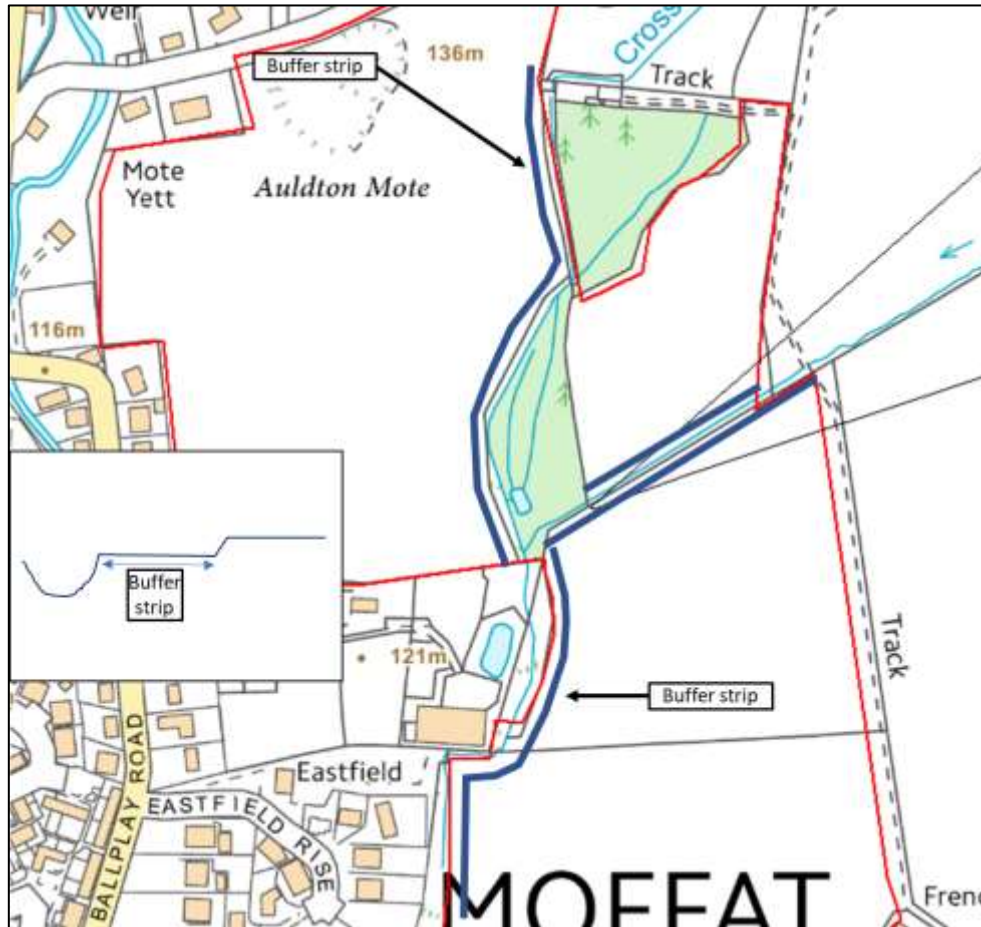 Weir
136m
Cross
Buffer strip
Track
Mote
Yett
Auldton Mote
116m
Buffer
strip
121m
Track
Buffer strip
Eastfield
EASTFIELD RISE
BALLPLAY ROAD
MOFFAT
Frenc